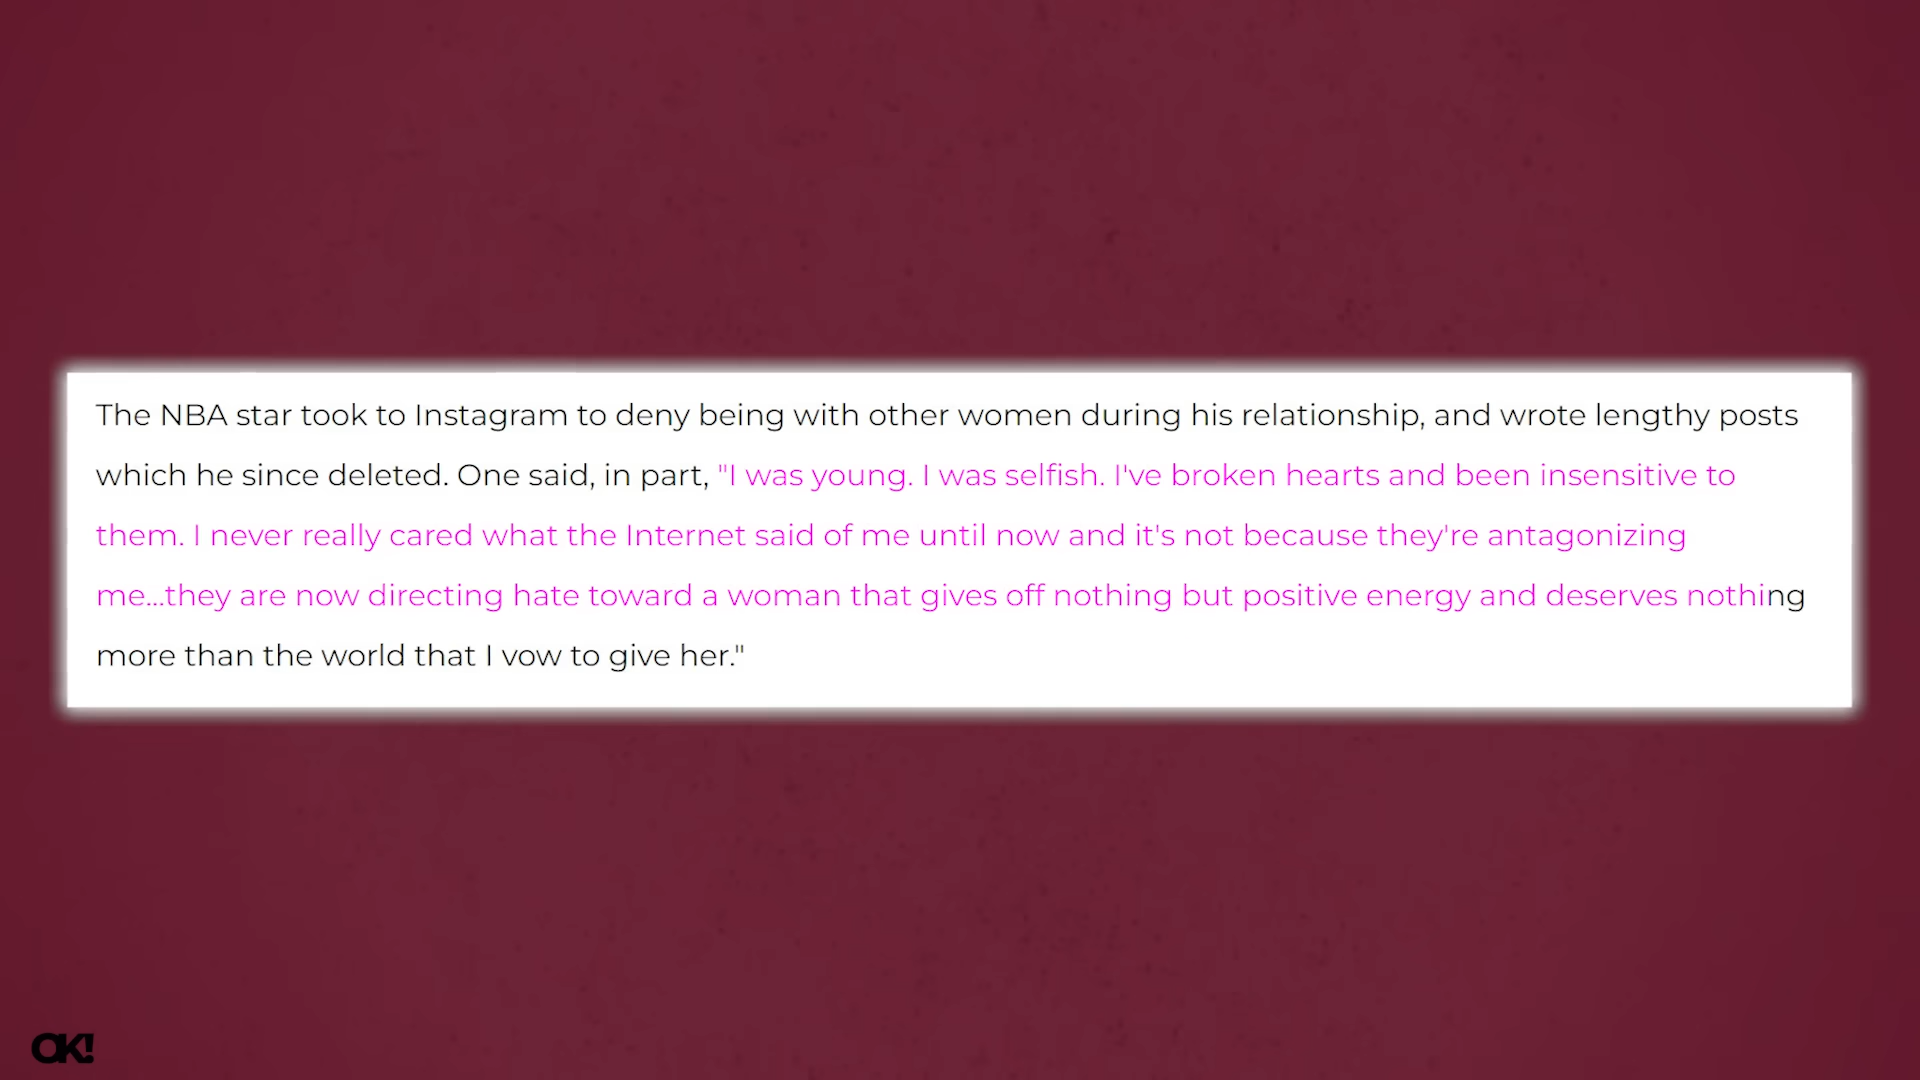 The NBA star took to Instagram to deny being with other women during his relationship, and wrote lengthy posts
which he since deleted. One said, in part, "I was young. I was selfish. I've broken hearts and been insensitive to
them. I never really cared what the Internet said of me until now and it's not because they're antagonizing
me...they are now directing hate toward a woman that gives off nothing but positive energy and deserves nothing
more than the world that I vow to give her."
OK!